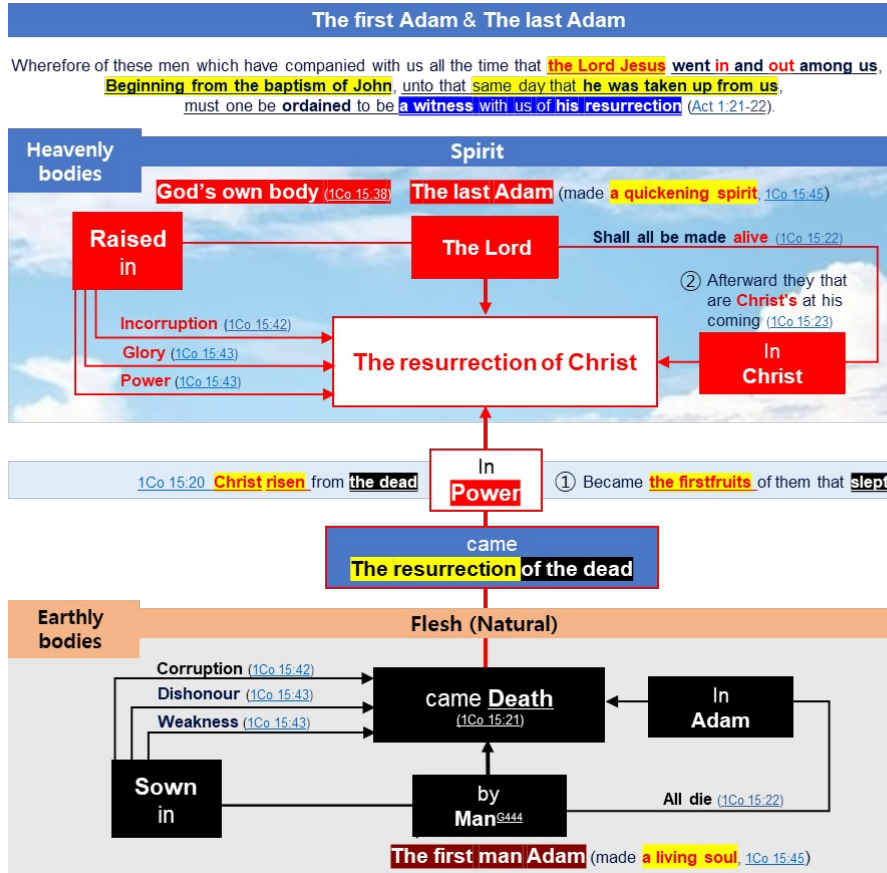 The first Adam & The last Adam
Wherefore of these men which have companied with us all the time that the Lord Jesus went in and out among us,
Beginning from the baptism of John, unto that same day that he was taken up from us,
must one be ordained to be a witness with us of his resurrection (Act 1:21-22).
Heavenly
bodies
Spirit
God's own body (1Co 15:38) The last Adam (made a quickening spirit, 1Co 15:45)
Raised
in
The Lord
Shall all be made alive (1Co 15:22)
② Afterward they that
are Christ's at his
coming (1Co 15:23)
Incorruption (1Co 15:42)
Glory (1Co 15:43)
Power (1Co 15:43)
The resurrection of Christ
In
Christ
1Co 15:20 Christ risen from the dead
In
Power
① Became the firstfruits of them that slept
came
The resurrection of the dead
Earthly
bodies
Flesh (Natural)
Corruption (1Co 15:42)
Dishonour (1Co 15:43)
Weakness (1Co 15:43)
came Death
(1Co 15:21)
In
Adam
Sown
in
by
Man G444
All die (1Co 15:22)
The first man Adam (made a living soul, 1Co 15:45)